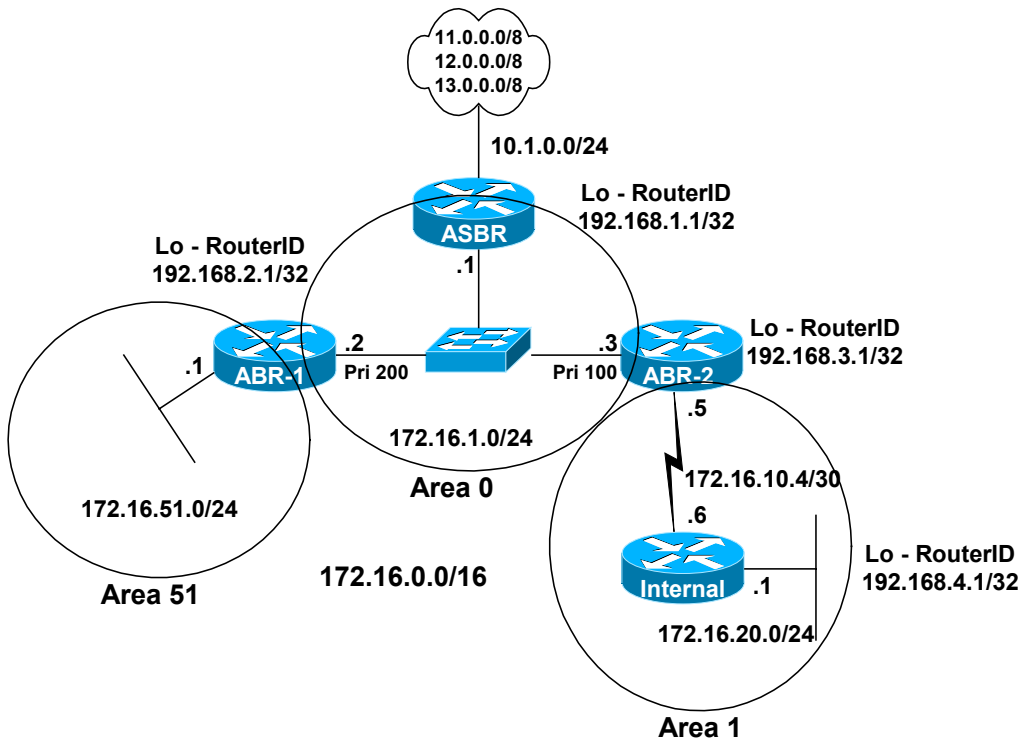 11.0.0.0/8
12.0.0.0/8
13.0.0.0/8
10.1.0.0/24
ASBR
Lo - RouterID
192.168.1.1/32
.1
Lo - RouterID
192.168.2.1/32
ABR-1
.1
.2
Pri 200
.3
Pri 100
ABR-2
Lo - RouterID
192.168.3.1/32
172.16.1.0/24
Area 0
.5
172.16.10.4/30
.6
172.16.51.0/24
Area 51
172.16.0.0/16
Internal
.1
Lo - RouterID
192.168.4.1/32
172.16.20.0/24
Area 1